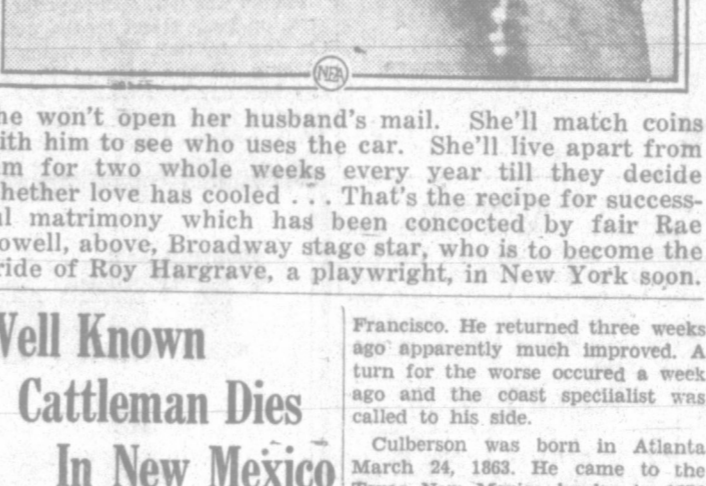 NEA
he won't open her husband's mail. She'll match coins
ith him to see who uses the car. She'll live apart from
m for two whole weeks every year till they decide
hether love has cooled . . . That's the recipe for success-
ul matrimony which has been concocted by fair Rae
owell, above, Broadway stage star, who is to become the
ride of Roy Hargrave, a playwright, in New York soon.
Well Known
Cattleman Dies
In New Mexico
Francisco. He returned three weeks
ago apparently much improved. A
turn for the worse occured a week
ago and the coast speciialist was
called to his side.
Culberson was born in Atlanta
March 24, 1863. He came to the